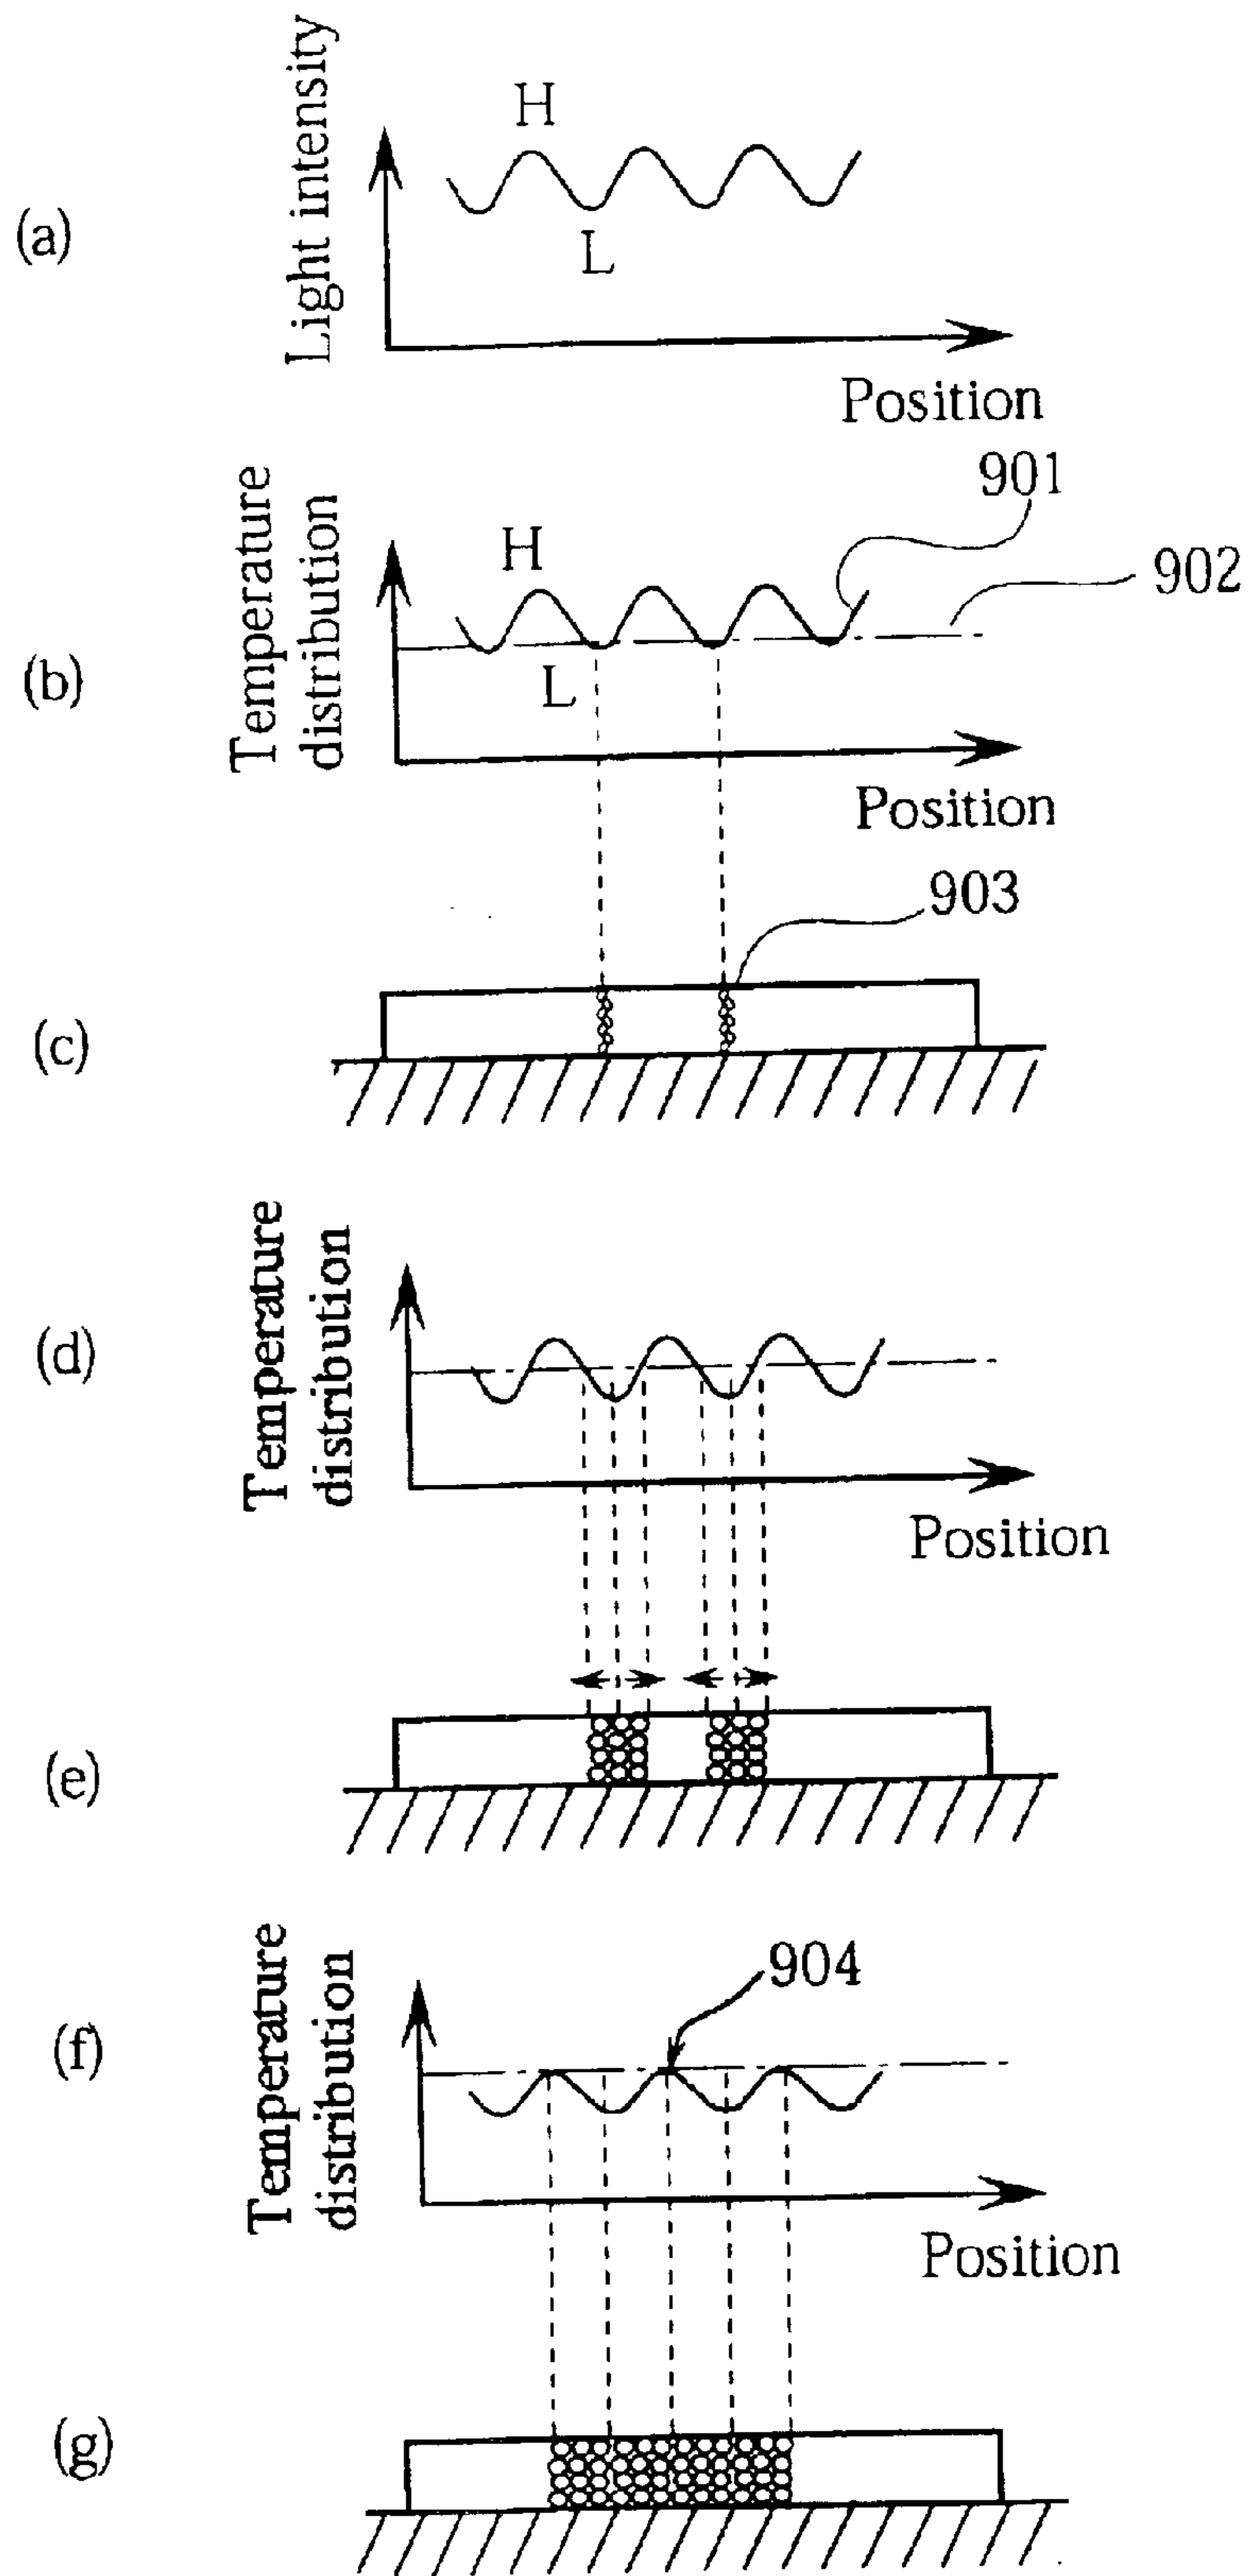 (a)
Light intensity
H
L
Position
(b)
Temperature
distribution
H
L
901
902
Position
(c)
903
(d)
Temperature
distribution
Position
(e)
(f)
Temperature
distribution
904
Position
(g)